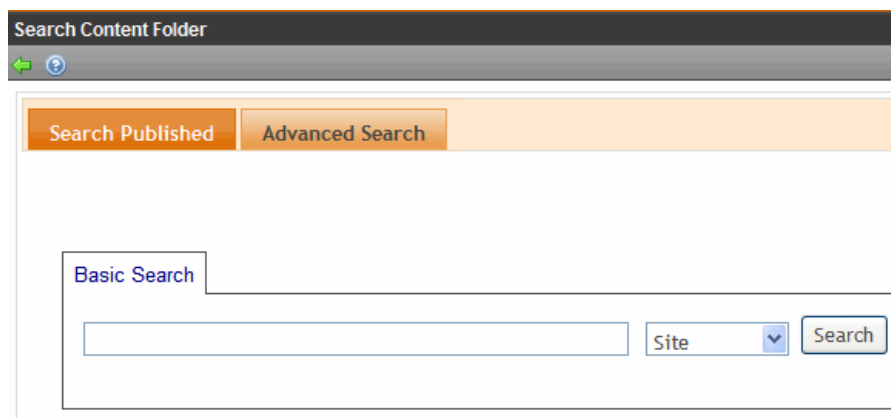 Search Content Folder
Search Published Advanced Search
Basic Search
Site Search